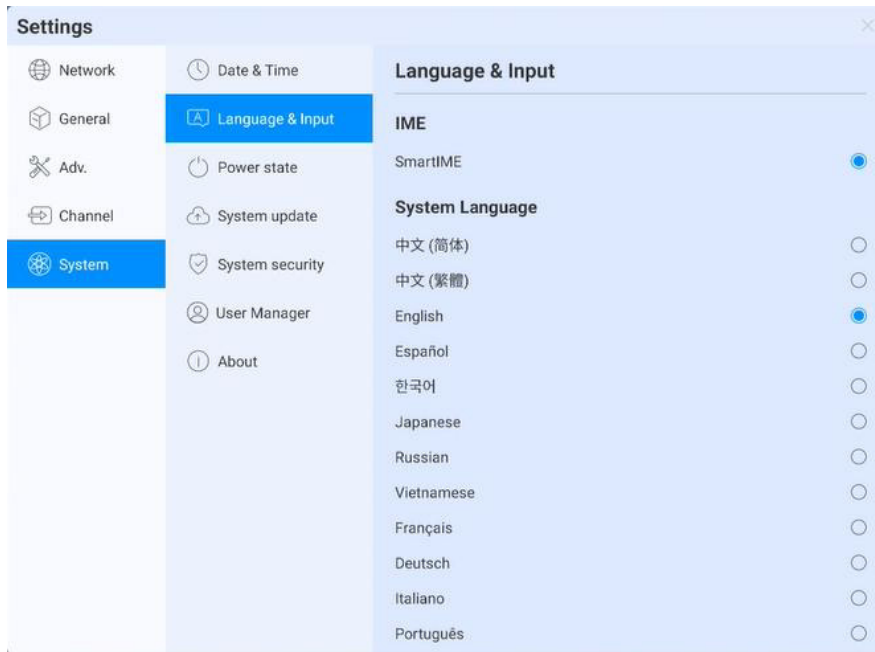 Settings
Network
General
Adv.
Channel
System
Date & Time
Language & Input
Power state
System update
System security
User Manager
About
Language & Input
IME
SmartIME
System Language
中文 (简体)
中文 (繁體)
English
Español
한국어
Japanese
Russian
Vietnamese
Français
Deutsch
Italiano
Português